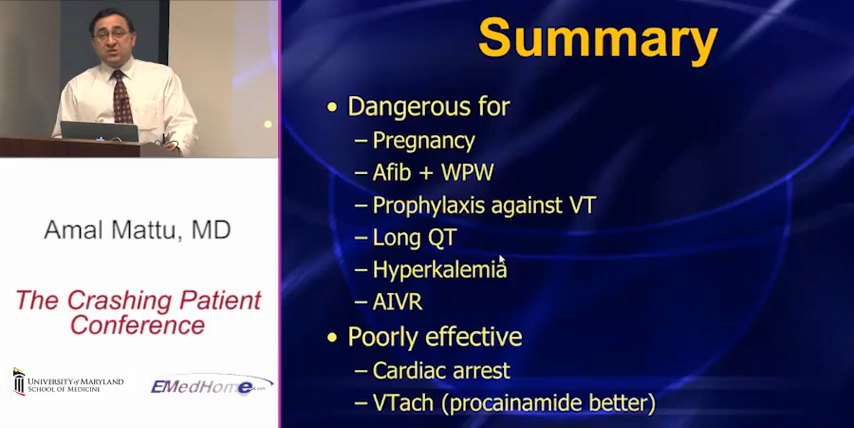 Summary
• Dangerous for
– Pregnancy
– Afib + WPW
– Prophylaxis against VT
– Long QT
– Hyperkalemia
– AIVR
• Poorly effective
– Cardiac arrest
– VTach (procainamide better)
Amal Mattu, MD
The Crashing Patient
Conference
UNIVERSITY of MARYLAND
SCHOOL OF MEDICINE
EMedHome.com